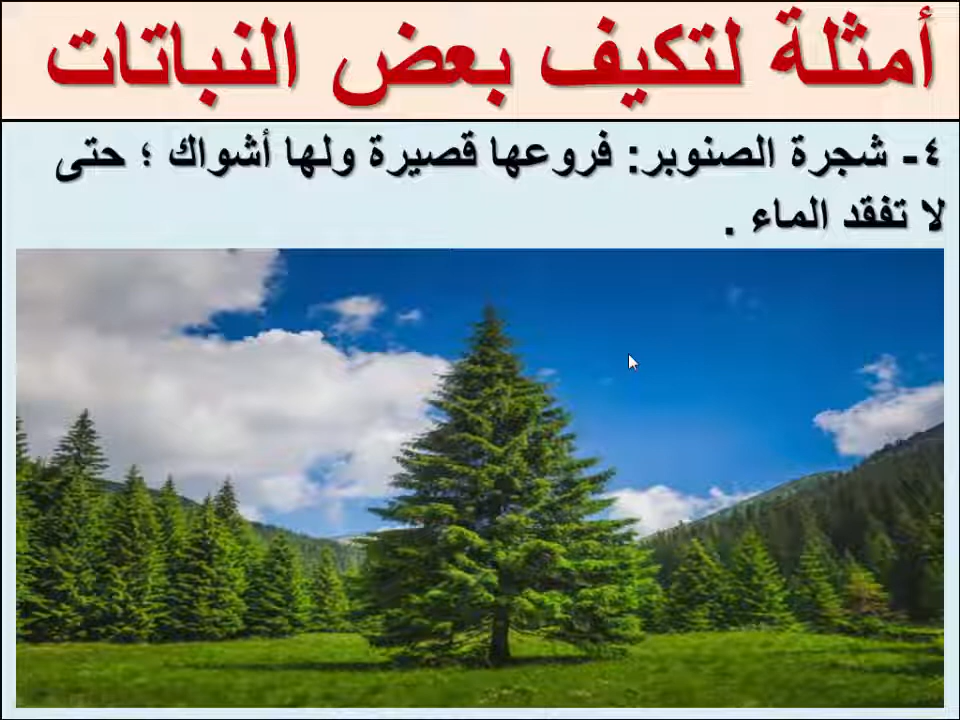 أمثلة لتكيف بعض النباتات
٤- شجرة الصنوبر: فروعها قصيرة ولها أشواك ؛ حتى
لا تفقد الماء .